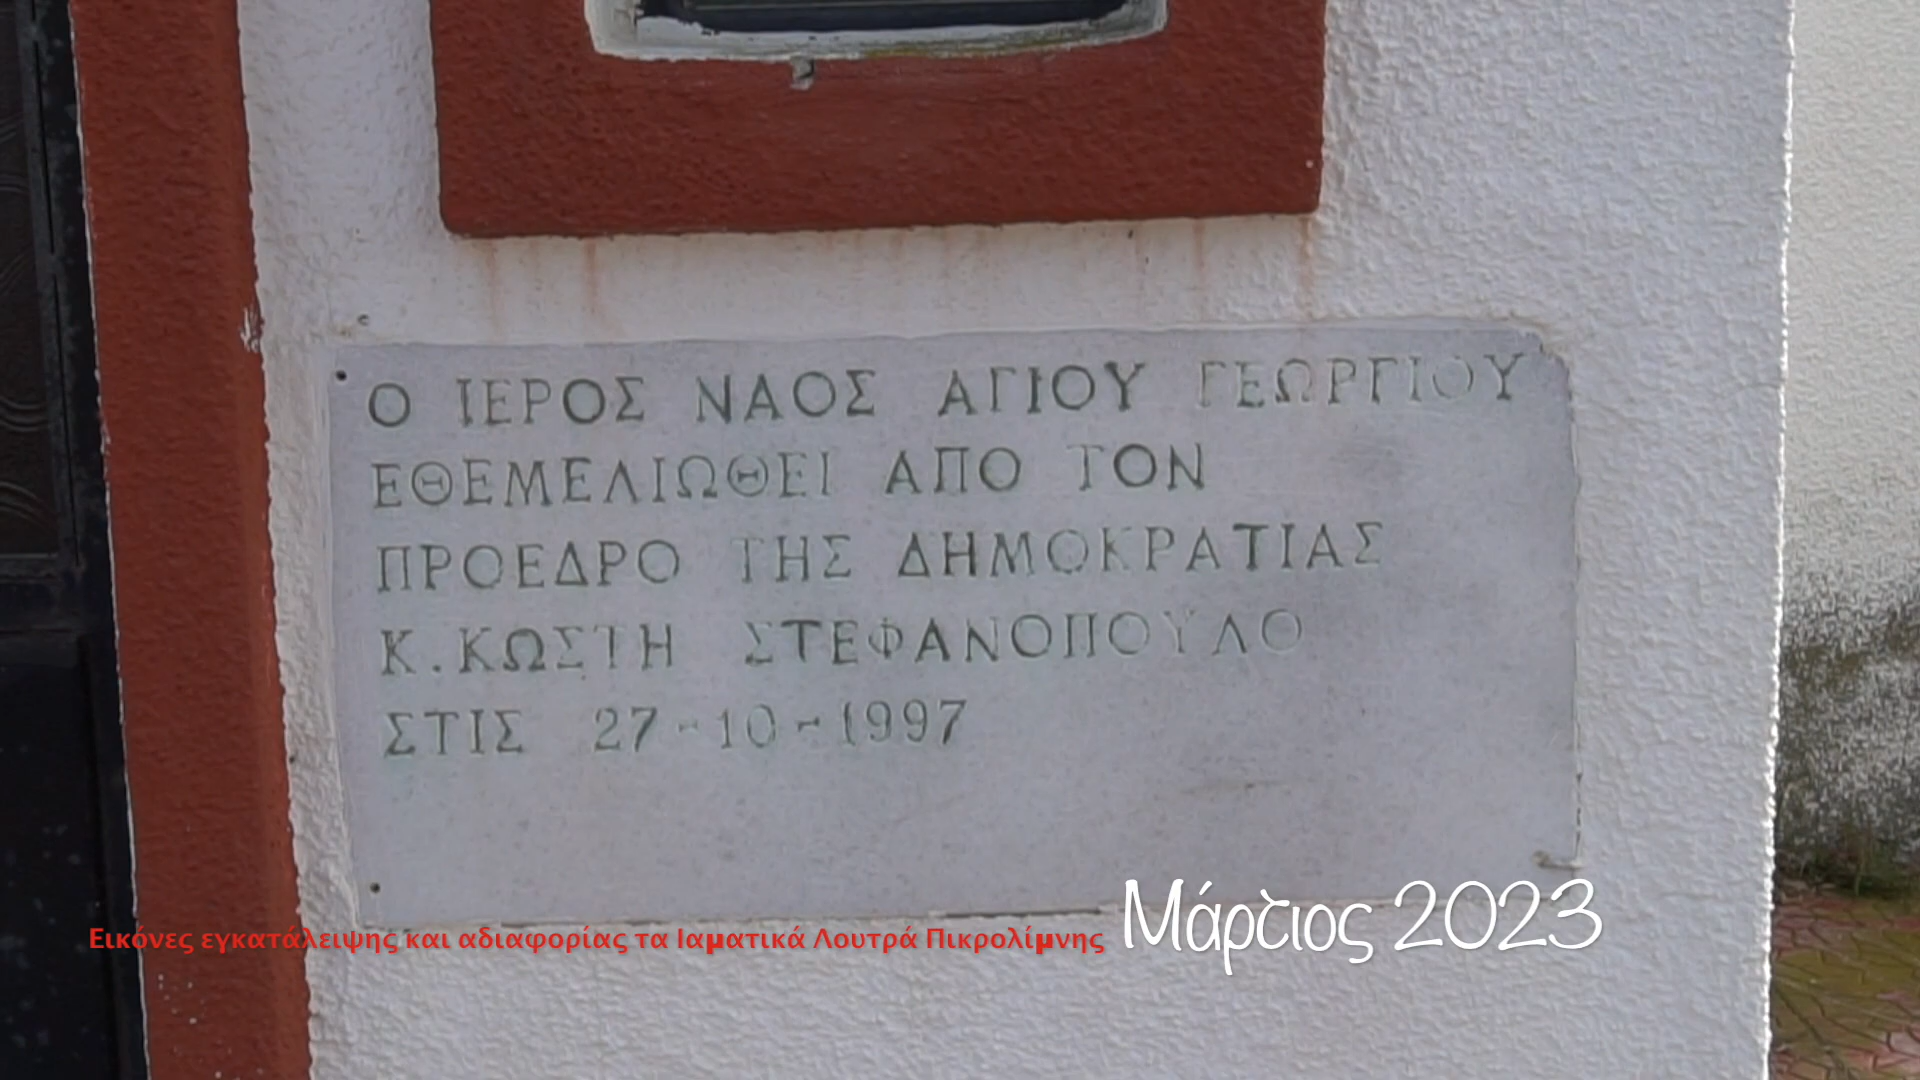 Ο ΙΕΡΟΣ ΝΑΟΣ ΑΓΙΟΥ ΓΕΩΡΓΙΟΥ
ΕΘΕΜΕΛΙΩΘΕΙ ΑΠΟ ΤΟΝ
ΠΡΟΕΔΡΟ ΤΗΣ ΔΗΜΟΚΡΑΤΙΑΣ
Κ.ΚΩΣΤΗ ΣΤΕΦΑΝΟΠΟΥΛΟ
ΣΤΙΣ 27-10-1997
Εικόνες εγκατάλειψης και αδιαφορίας τα Ιαματικά Λουτρά Πικρολίμνης Μάρτιος 2023